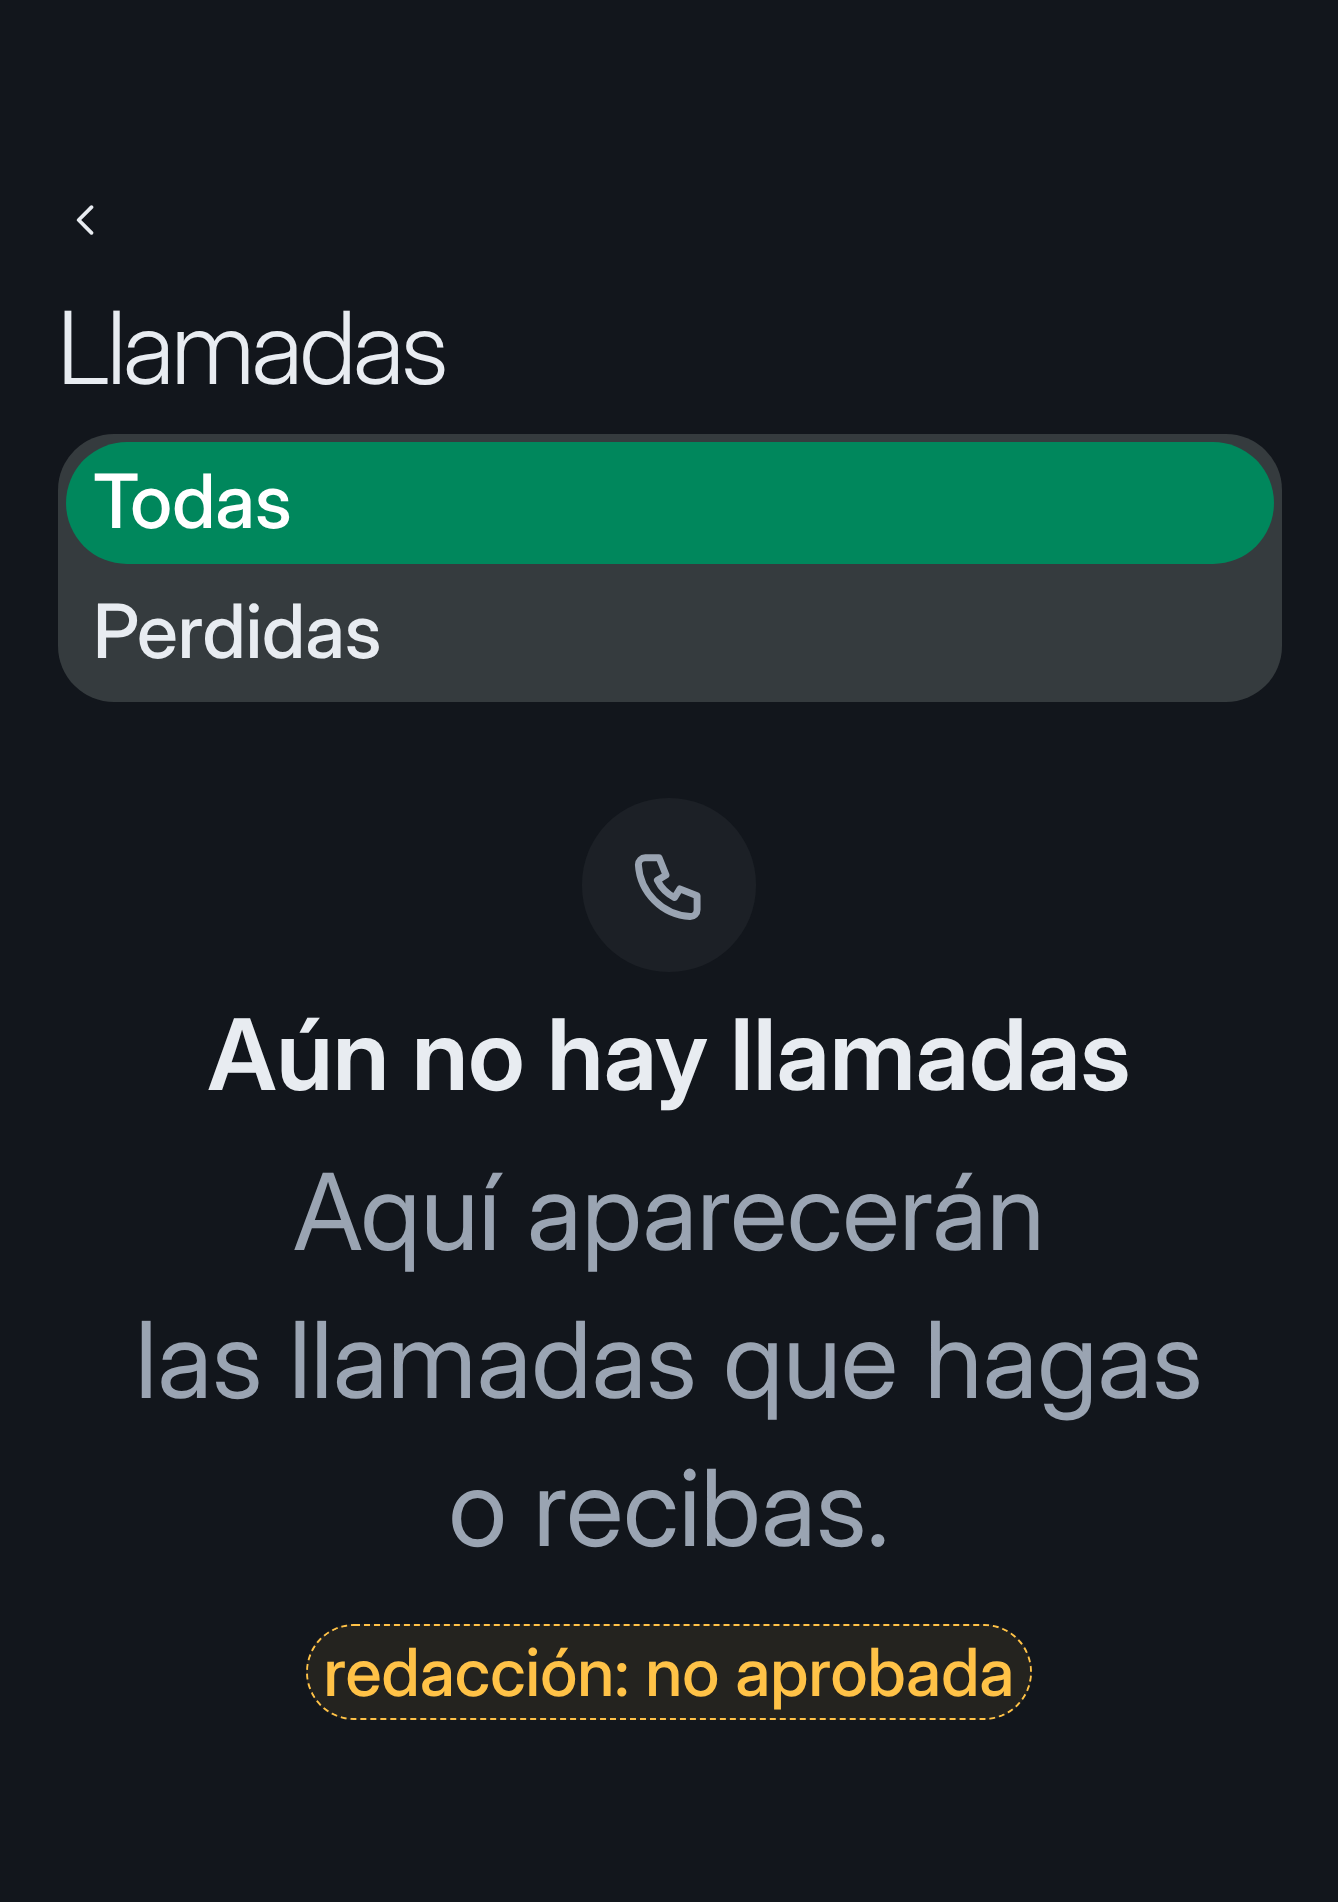 Llamadas
Todas
Perdidas
Aún no hay llamadas
Aquí aparecerán
las llamadas que hagas
o recibas.
redacción: no aprobada